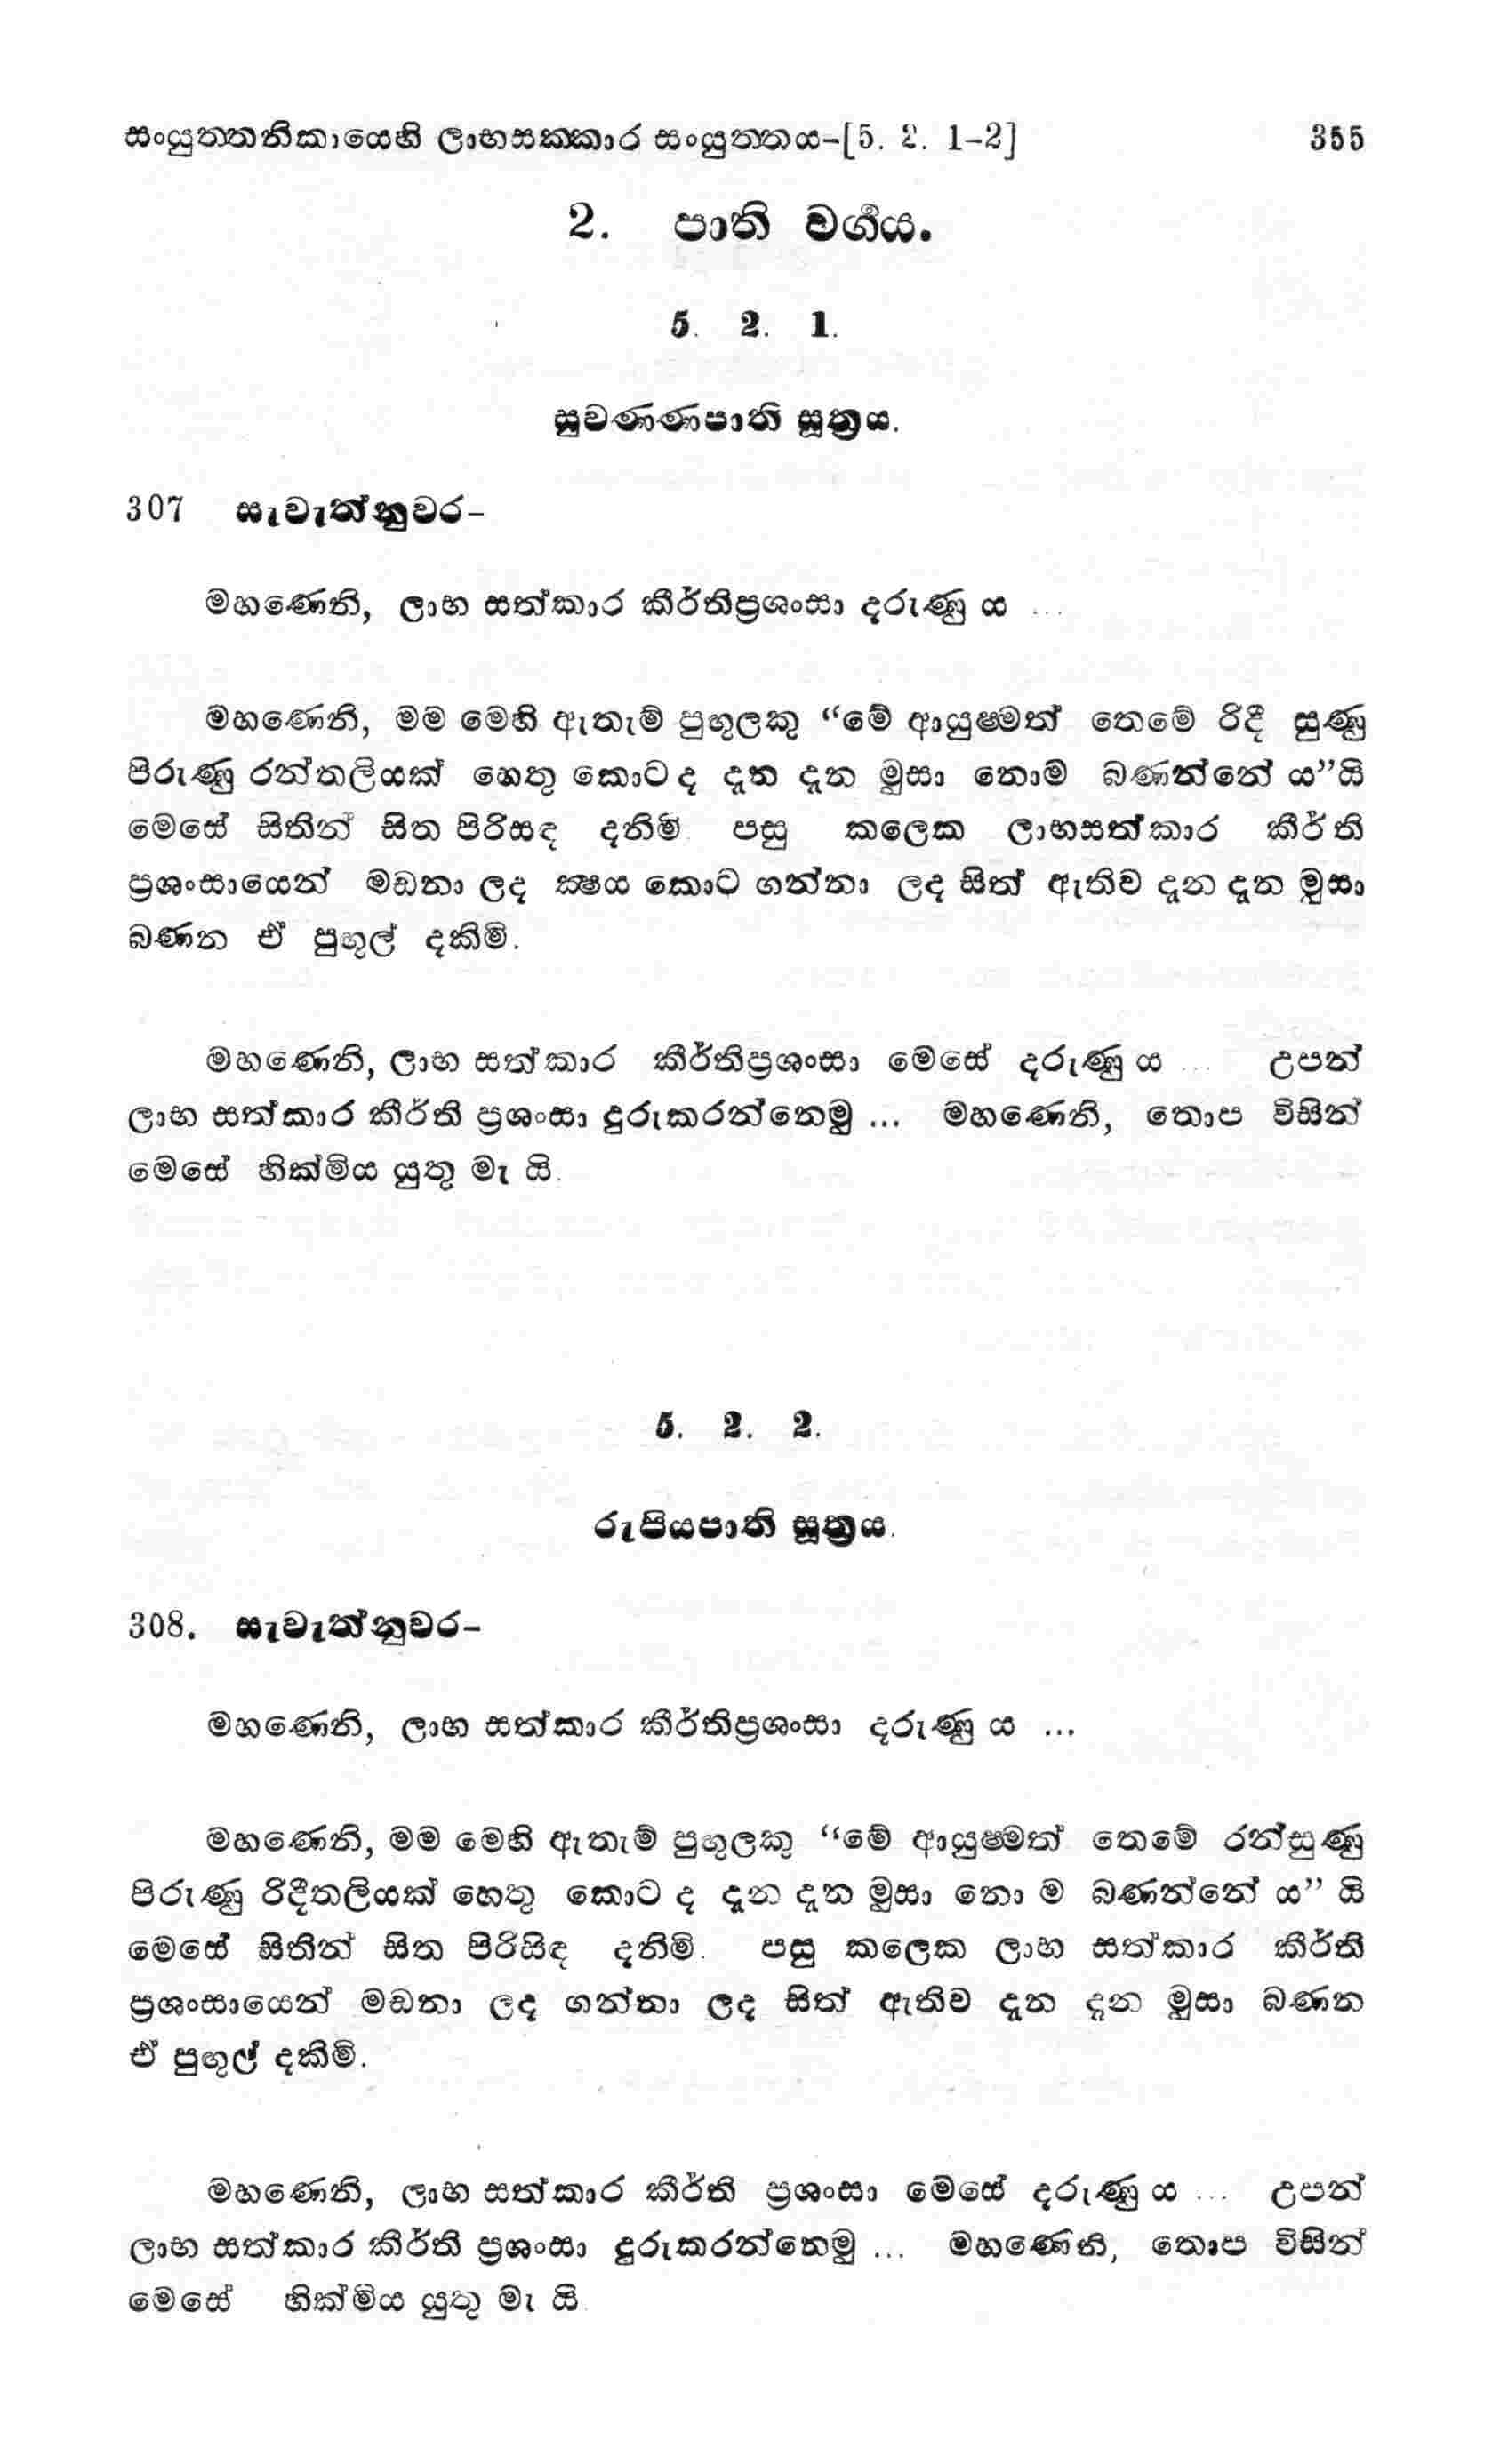 සංයුත්තනිකායෙහි ලාභසක්කාර සංයුත්තය-[5. 2. 1-2] 355
2. පාති වර්‍ගය.
5. 2. 1.
සුවණ්ණපාති සූත්‍රය.
307 සැවැත්නුවර-
මහණෙනි, ලාභ සත්කාර කීර්තිප්‍රශංසා දරුණු ය ...
මහණෙනි, මම මෙහි ඇතැම් පුඟුලකු “මේ ආයුෂ්මත් තෙමේ රිදී සුණු
පිරුණු රන්තලියක් හෙතු කොට ද දැන දැන මුසා නොම බණන්නේ ය”යි
මෙසේ සිතින් සිත පිරිසඳ දනිමි. පසු කලෙක ලාභසත්කාර කීර්ති
ප්‍රශංසායෙන් මඩනා ලද ක්‍ෂය කොට ගන්නා ලද සිත් ඇතිව දැන දැන මුසා
බණන ඒ පුඟුල් දකිමි.
මහණෙනි, ලාභ සත්කාර කීර්තිප්‍රශංසා මෙසේ දරුණු ය ... උපන්
ලාභ සත්කාර කීර්ති ප්‍රශංසා දුරුකරන්නෙමු ... මහණෙනි, තොප විසින්
මෙසේ හික්මිය යුතු මැ යි.
5. 2. 2.
රූපියපාති සූත්‍රය.
308. සැවැත්නුවර-
මහණෙනි, ලාභ සත්කාර කීර්තිප්‍රශංසා දරුණු ය ...
මහණෙනි, මම මෙහි ඇතැම් පුඟුලකු “මේ ආයුෂ්මත් තෙමේ රන්සුණු
පිරුණු රිදීතලියක් හෙතු කොට ද දැන දැන මුසා නො ම බණන්නේ ය” යි
මෙසේ සිතින් සිත පිරිසිඳ දනිමි. පසු කලෙක ලාභ සත්කාර කීර්ති
ප්‍රශංසායෙන් මඩනා ලද ගන්නා ලද සිත් ඇතිව දැන දැන මුසා බණන
ඒ පුඟුල් දකිමි.
මහණෙනි, ලාභ සත්කාර කීර්ති ප්‍රශංසා මෙසේ දරුණු ය ... උපන්
ලාභ සත්කාර කීර්ති ප්‍රශංසා දුරුකරන්නෙමු ... මහණෙනි, තොප විසින්
මෙසේ හික්මිය යුතු මැ යි.